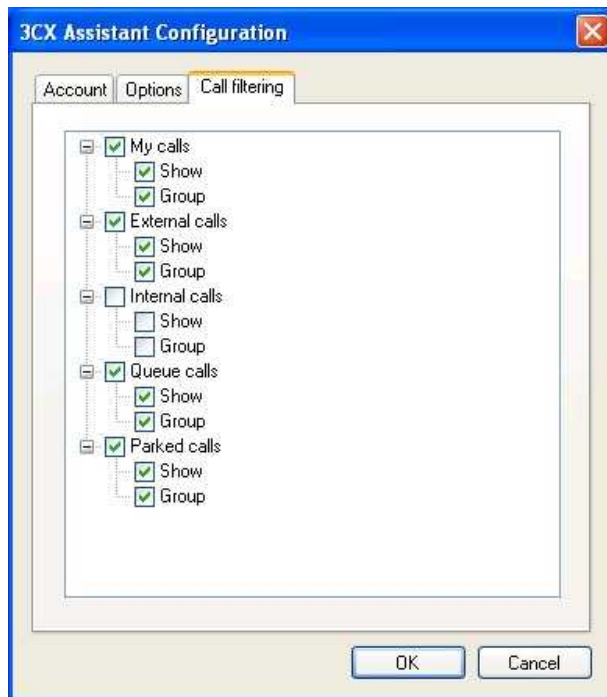 3CX Assistant Configuration
Account Options Call filtering
My calls
Show
Group
External calls
Show
Group
Internal calls
Show
Group
Queue calls
Show
Group
Parked calls
Show
Group
OK Cancel